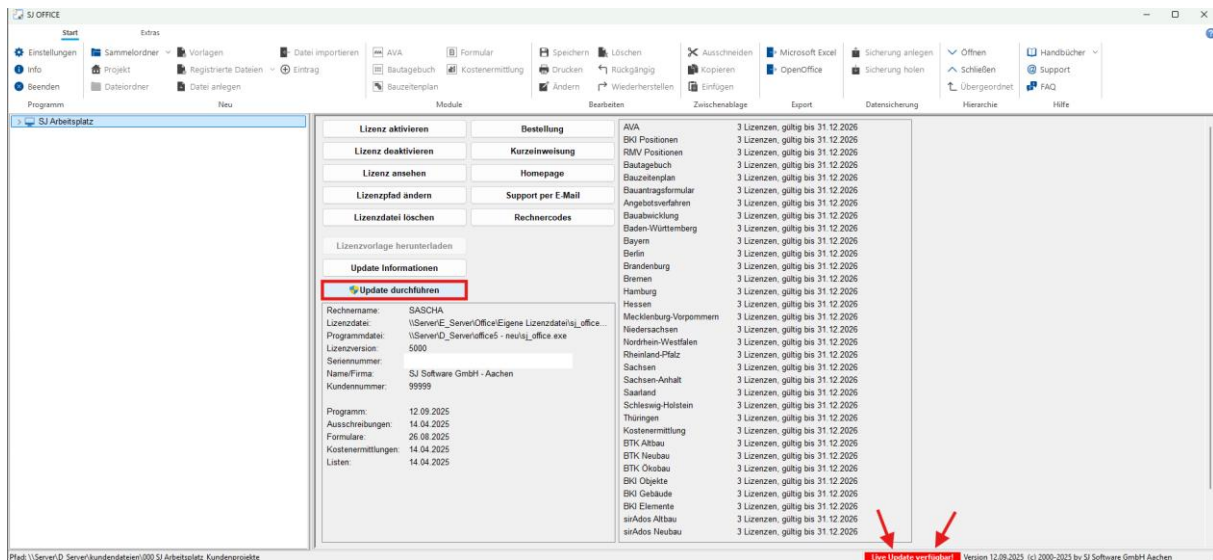 SJ OFFICE
Start Extras
Einstellungen Sammelordner Vorlagen Datei importieren AVA Formular Speichern Löschen Ausschneiden Microsoft Excel Sicherung anlegen Öffnen Handbücher
Info Projekt Registrierte Dateien Eintrag Bautagebuch Kostenermittlung Drucken Rückgängig Kopieren OpenOffice Sicherung holen Schließen Support
Beenden Dateiordner Datei anlegen Bauzeitenplan Ändern Wiederherstellen Einfügen Übergeordnet FAQ
Programm Neu Module Bearbeiten Zwischenablage Export Datensicherung Hierarchie Hilfe
SJ Arbeitsplatz
Lizenz aktivieren Bestellung
Lizenz deaktivieren Kurzeinweisung
Lizenz ansehen Homepage
Lizenzpfad ändern Support per E-Mail
Lizenzdatei löschen Rechnercodes
Lizenzvorlage herunterladen
Update Informationen
Update durchführen
Rechnername: SASCHA
Lizenzdatei: \\Server\E_Server\Office\Eigene Lizenzdatei\sj_office...
Programmdatei: \\Server\D_Server\office5 - neu\sj_office.exe
Lizenzversion: 5000
Seriennummer:
Name/Firma: SJ Software GmbH - Aachen
Kundennummer: 99999
Programm: 12.09.2025
Ausschreibungen: 14.04.2025
Formulare: 26.08.2025
Kostenermittlungen: 14.04.2025
Listen: 14.04.2025
AVA 3 Lizenzen, gültig bis 31.12.2026
BKI Positionen 3 Lizenzen, gültig bis 31.12.2026
RMV Positionen 3 Lizenzen, gültig bis 31.12.2026
Bautagebuch 3 Lizenzen, gültig bis 31.12.2026
Bauzeitenplan 3 Lizenzen, gültig bis 31.12.2026
Bauantragsformular 3 Lizenzen, gültig bis 31.12.2026
Angebotsverfahren 3 Lizenzen, gültig bis 31.12.2026
Bauabwicklung 3 Lizenzen, gültig bis 31.12.2026
Baden-Württemberg 3 Lizenzen, gültig bis 31.12.2026
Bayern 3 Lizenzen, gültig bis 31.12.2026
Berlin 3 Lizenzen, gültig bis 31.12.2026
Brandenburg 3 Lizenzen, gültig bis 31.12.2026
Bremen 3 Lizenzen, gültig bis 31.12.2026
Hamburg 3 Lizenzen, gültig bis 31.12.2026
Hessen 3 Lizenzen, gültig bis 31.12.2026
Mecklenburg-Vorpommern 3 Lizenzen, gültig bis 31.12.2026
Niedersachsen 3 Lizenzen, gültig bis 31.12.2026
Nordrhein-Westfalen 3 Lizenzen, gültig bis 31.12.2026
Rheinland-Pfalz 3 Lizenzen, gültig bis 31.12.2026
Sachsen 3 Lizenzen, gültig bis 31.12.2026
Sachsen-Anhalt 3 Lizenzen, gültig bis 31.12.2026
Saarland 3 Lizenzen, gültig bis 31.12.2026
Schleswig-Holstein 3 Lizenzen, gültig bis 31.12.2026
Thüringen 3 Lizenzen, gültig bis 31.12.2026
Kostenermittlung 3 Lizenzen, gültig bis 31.12.2026
BTK Altbau 3 Lizenzen, gültig bis 31.12.2026
BTK Neubau 3 Lizenzen, gültig bis 31.12.2026
BTK Ökobau 3 Lizenzen, gültig bis 31.12.2026
BKI Objekte 3 Lizenzen, gültig bis 31.12.2026
BKI Gebäude 3 Lizenzen, gültig bis 31.12.2026
BKI Elemente 3 Lizenzen, gültig bis 31.12.2026
sirAdos Altbau 3 Lizenzen, gültig bis 31.12.2026
sirAdos Neubau 3 Lizenzen, gültig bis 31.12.2026
Pfad: \\Server\D_Server\kundendateien\000 SJ Arbeitsplatz_Kundenprojekte Live Update verfügbar! Version 12.09.2025 (c) 2000-2025 by SJ Software GmbH Aachen